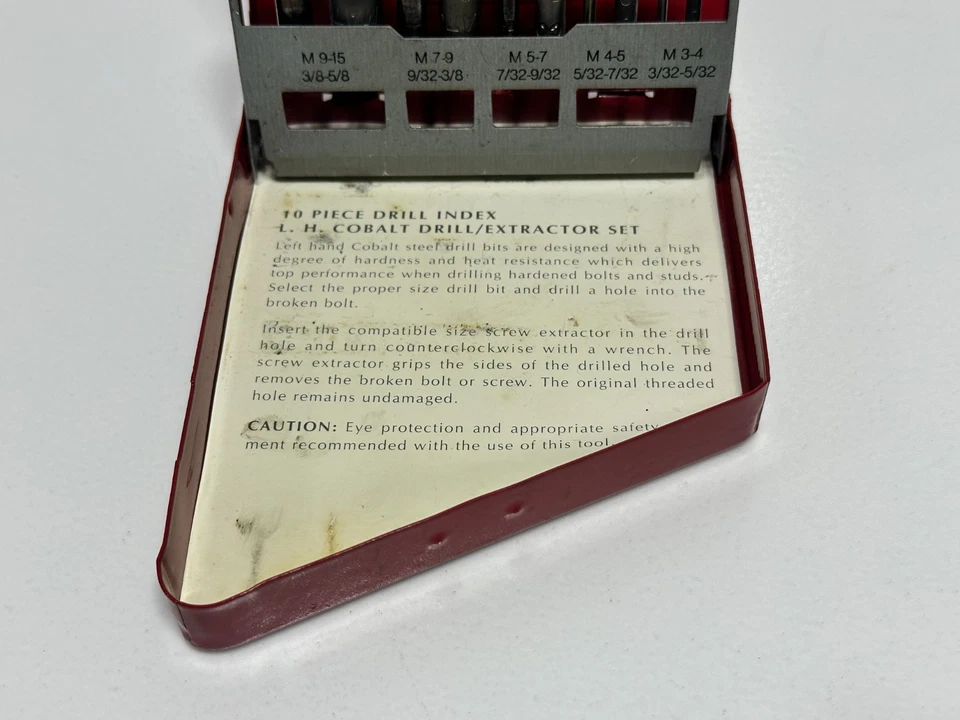 M 9-15 M 7-9 M 5-7 M 4-5 M 3-4
3/8-5/8 9/32-3/8 7/32-9/32 5/32-7/32 3/32-5/32
10 PIECE DRILL INDEX
L. H. COBALT DRILL/EXTRACTOR SET
Left hand Cobalt steel drill bits are designed with a high
degree of hardness and heat resistance which delivers
top performance when drilling hardened bolts and studs.
Select the proper size drill bit and drill a hole into the
broken bolt.
Insert the compatible size screw extractor in the drill
hole and turn counterclockwise with a wrench. The
screw extractor grips the sides of the drilled hole and
removes the broken bolt or screw. The original threaded
hole remains undamaged.
CAUTION: Eye protection and appropriate safety
ment recommended with the use of this tool